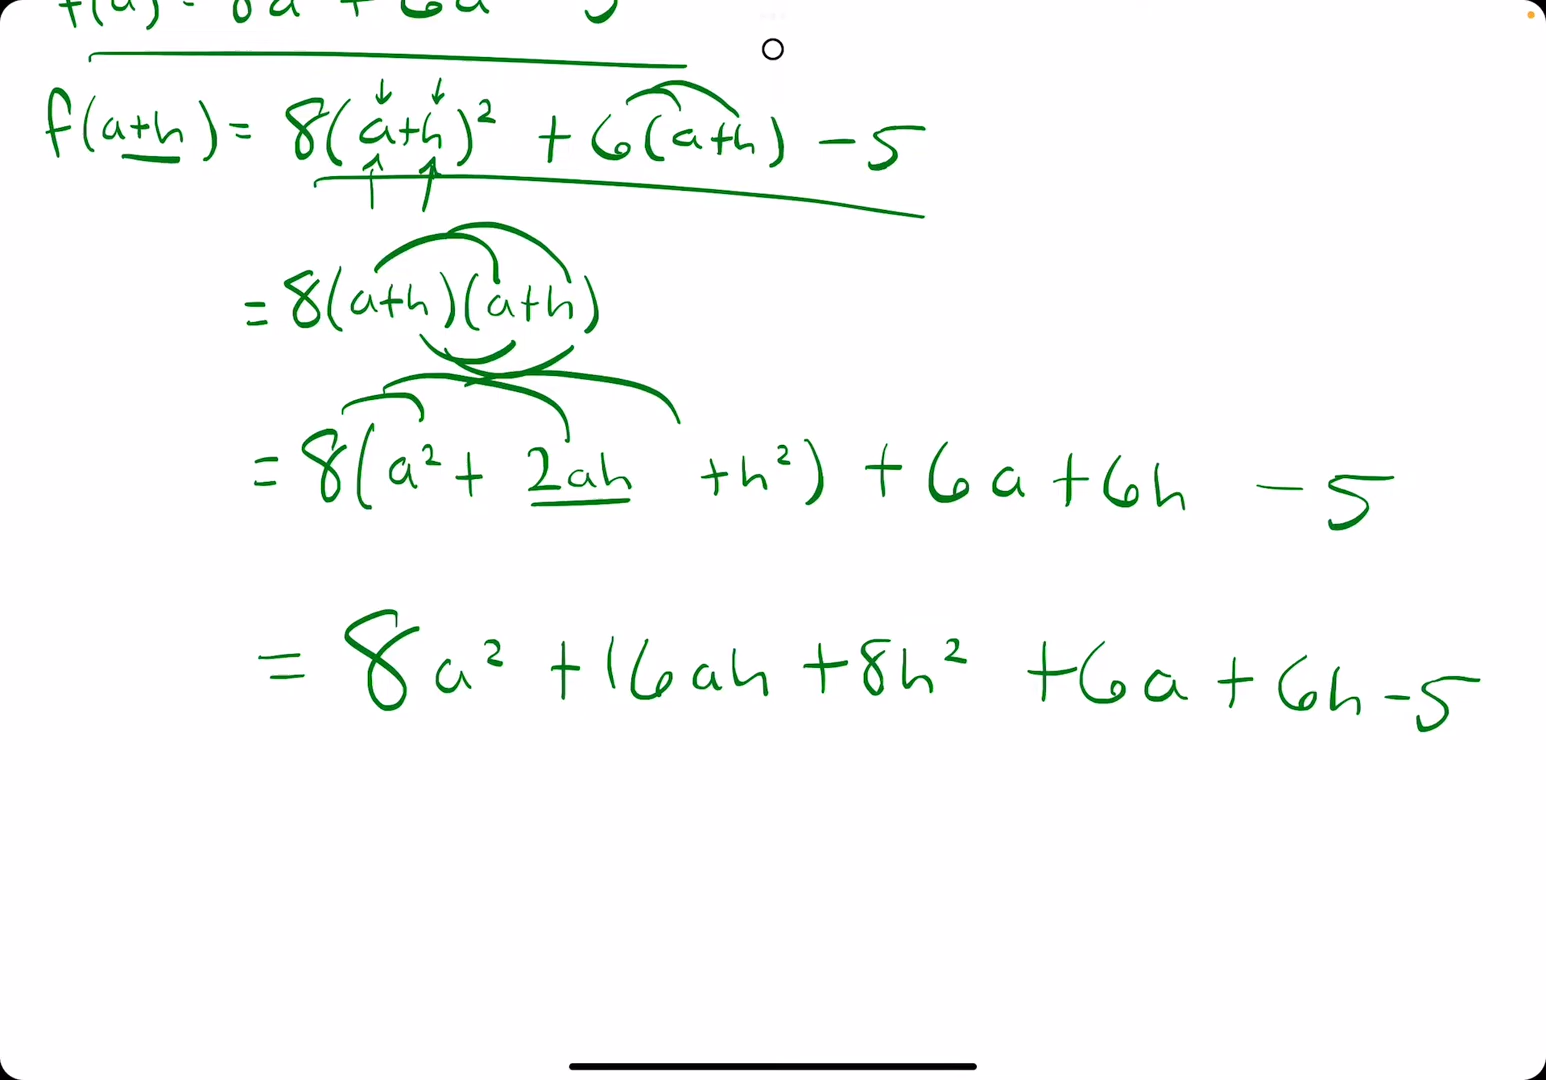 f(a+h) = 8(a+h)² + 6(a+h) - 5
= 8(a+h)(a+h)
= 8(a² + 2ah + h²) + 6a + 6h - 5
= 8a² + 16ah + 8h² + 6a + 6h - 5